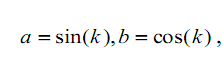 a = sin(k), b = cos(k),